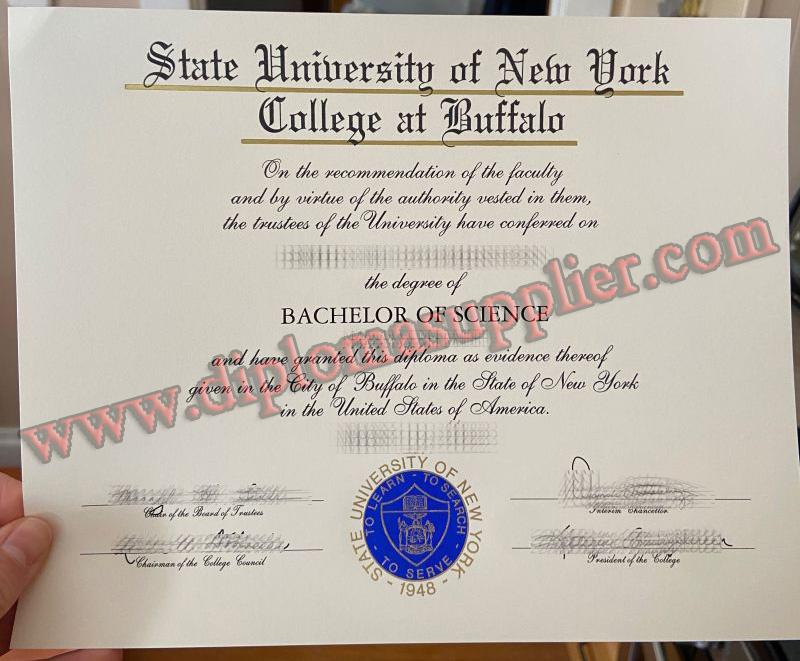 State University of New York
College at Buffalo
On the recommendation of the faculty
and by virtue of the authority vested in them,
the trustees of the University have conferred on
the degree of
BACHELOR OF SCIENCE
and have granted this diploma as evidence thereof
given in the City of Buffalo in the State of New York
in the United States of America.
www.diplomasupplier.com
Chair of the Board of Trustees
Interim Chancellor
Chairman of the College Council
President of the College
STATE UNIVERSITY OF NEW YORK
TO LEARN - TO SEARCH
TO SERVE
- 1948 -